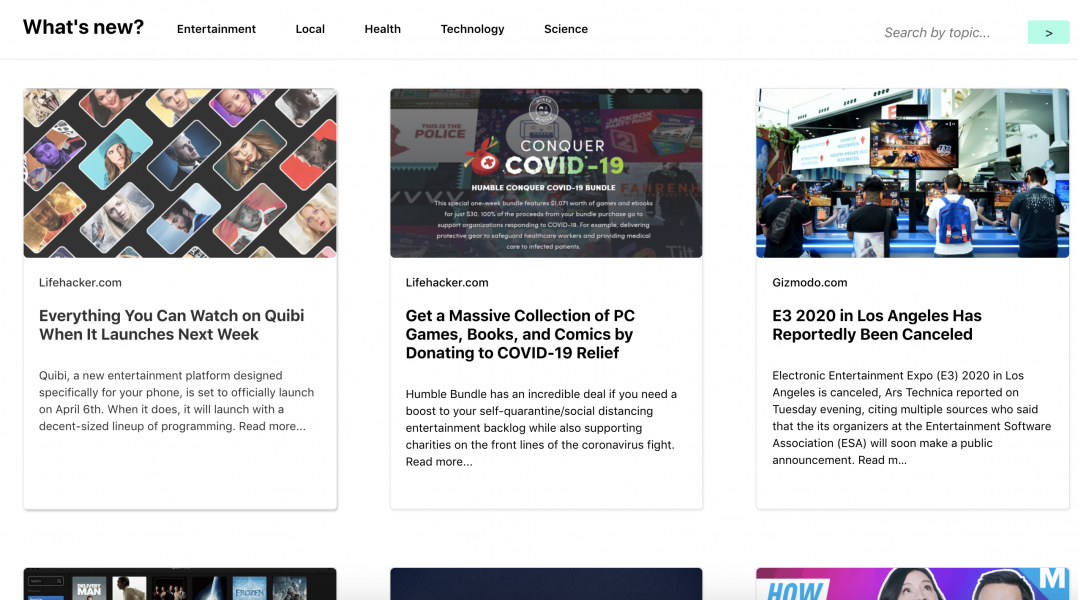 What's new?
Entertainment
Local
Health
Technology
Science
Search by topic...
>
THIS IS THE
POLICE
JACKBOX
PARTY PACK
CONQUER
COVID-19
HUMBLE CONQUER COVID-19 BUNDLE
This special one-week bundle features $1,071 worth of games and ebooks
for just $30. 100% of the proceeds from your bundle purchase go to
support organizations responding to COVID-19. For example, delivering
protective gear to safeguard healthcare workers and providing medical
care to infected patients.
Lifehacker.com
Everything You Can Watch on Quibi
When It Launches Next Week
Quibi, a new entertainment platform designed
specifically for your phone, is set to officially launch
on April 6th. When it does, it will launch with a
decent-sized lineup of programming. Read more...
Lifehacker.com
Get a Massive Collection of PC
Games, Books, and Comics by
Donating to COVID-19 Relief
Humble Bundle has an incredible deal if you need a
boost to your self-quarantine/social distancing
entertainment backlog while also supporting
charities on the front lines of the coronavirus fight.
Read more...
Gizmodo.com
E3 2020 in Los Angeles Has
Reportedly Been Canceled
Electronic Entertainment Expo (E3) 2020 in Los
Angeles is canceled, Ars Technica reported on
Tuesday evening, citing multiple sources who said
that the its organizers at the Entertainment Software
Association (ESA) will soon make a public
announcement. Read m...
DELIVERY
MAN
FROZEN
HOW
M